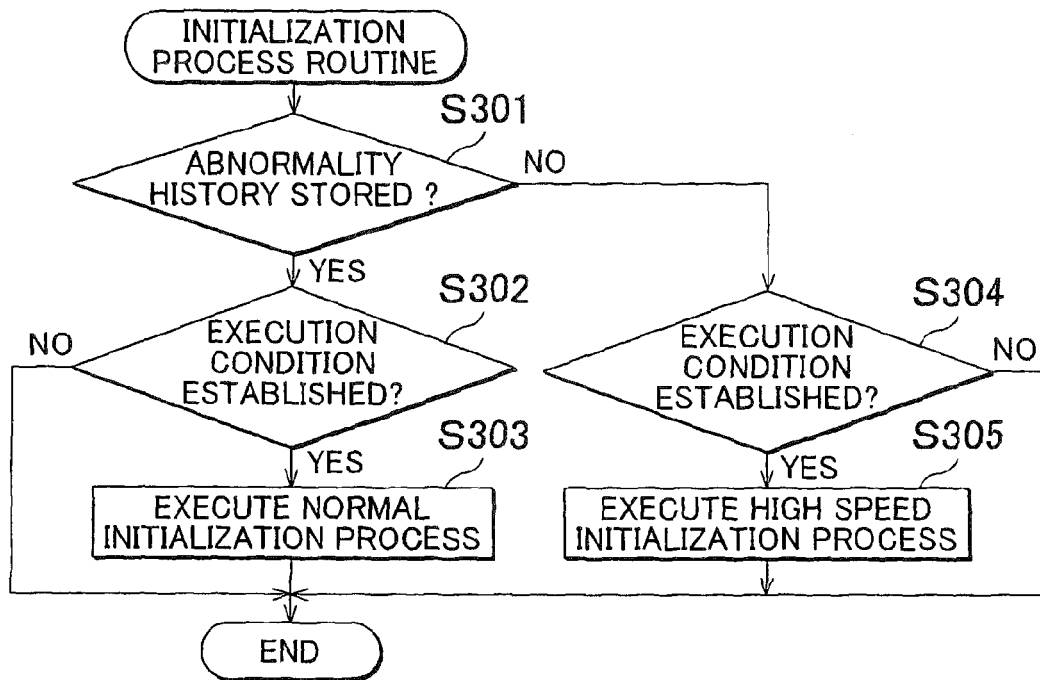 INITIALIZATION
PROCESS ROUTINE
S301
ABNORMALITY
HISTORY STORED ?
NO
YES
S302
EXECUTION
CONDITION
ESTABLISHED?
NO
YES
S303
EXECUTE NORMAL
INITIALIZATION PROCESS
S304
EXECUTION
CONDITION
ESTABLISHED?
NO
YES
S305
EXECUTE HIGH SPEED
INITIALIZATION PROCESS
END